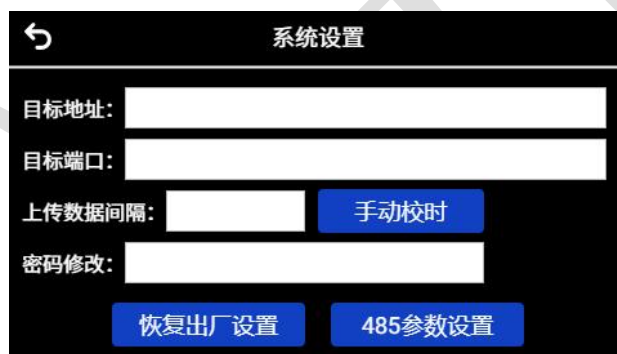 系统设置
目标地址：
目标端口：
上传数据间隔： 手动校时
密码修改：
恢复出厂设置 485参数设置